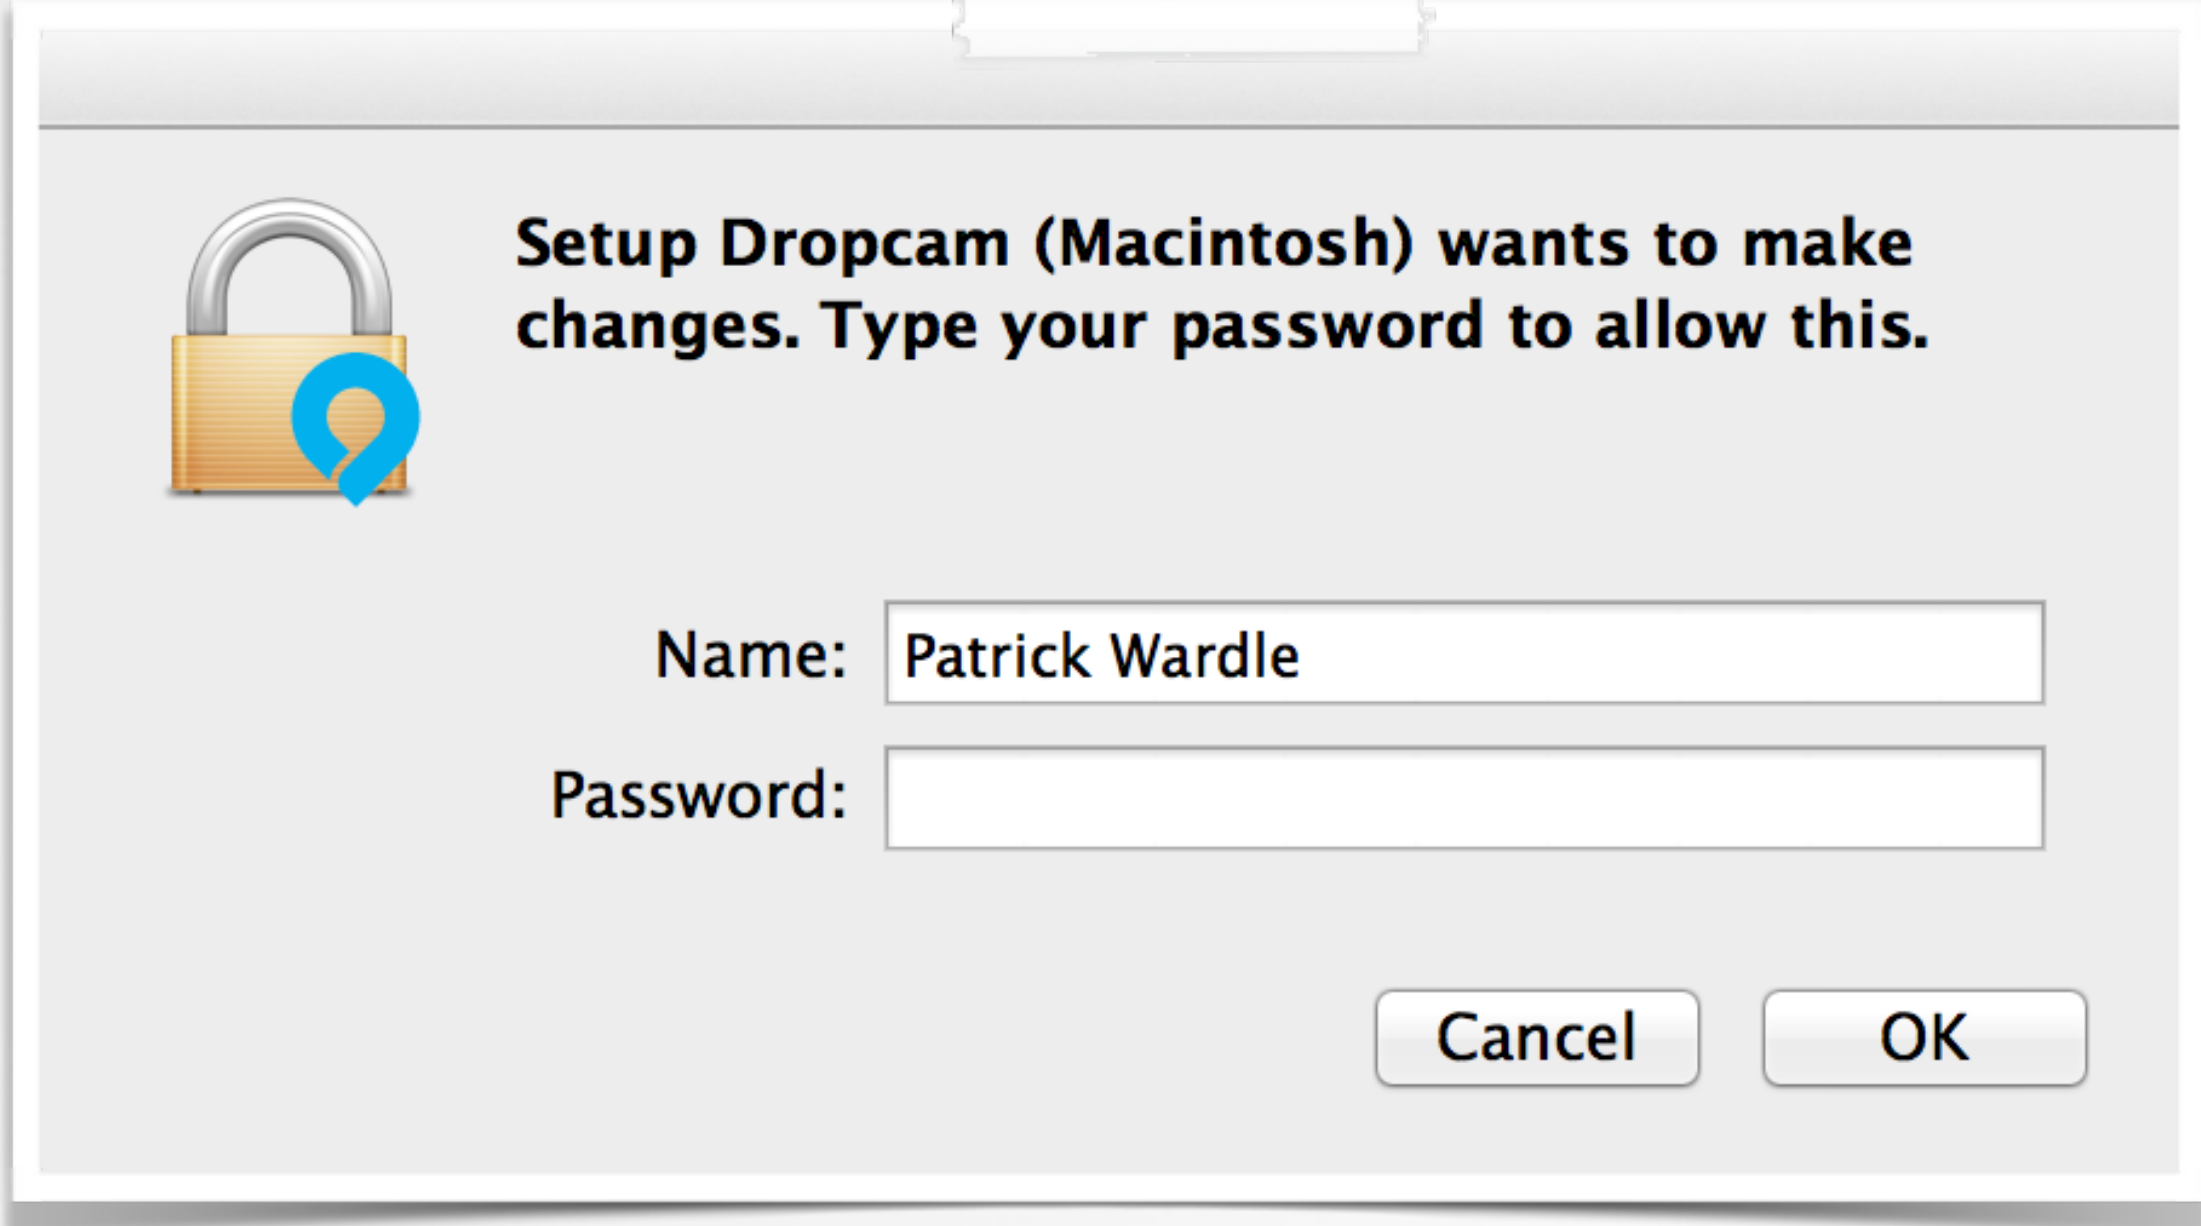 Setup Dropcam (Macintosh) wants to make
changes. Type your password to allow this.
Name: Patrick Wardle
Password:
Cancel OK